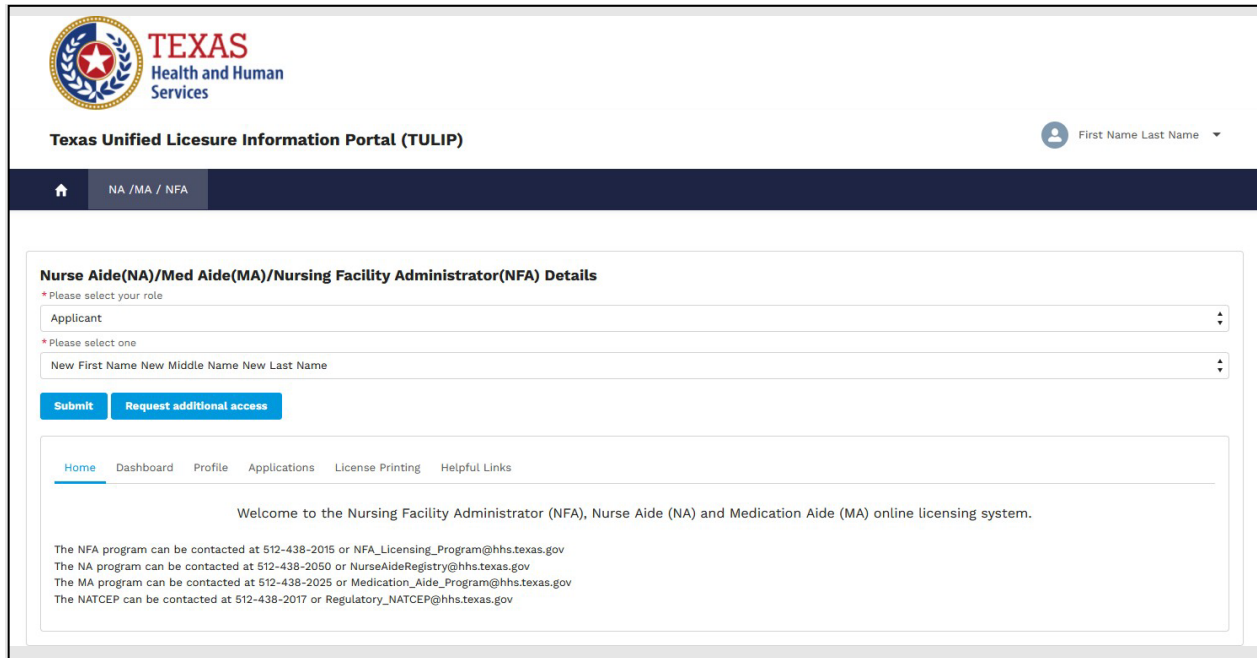 TEXAS
Health and Human
Services
Texas Unified Licesure Information Portal (TULIP)
First Name Last Name
NA /MA / NFA
Nurse Aide(NA)/Med Aide(MA)/Nursing Facility Administrator(NFA) Details
*Please select your role
Applicant
*Please select one
New First Name New Middle Name New Last Name
Submit Request additional access
Home Dashboard Profile Applications License Printing Helpful Links
Welcome to the Nursing Facility Administrator (NFA), Nurse Aide (NA) and Medication Aide (MA) online licensing system.
The NFA program can be contacted at 512-438-2015 or NFA_Licensing_Program@hhs.texas.gov
The NA program can be contacted at 512-438-2050 or NurseAideRegistry@hhs.texas.gov
The MA program can be contacted at 512-438-2025 or Medication_Aide_Program@hhs.texas.gov
The NATCEP can be contacted at 512-438-2017 or Regulatory_NATCEP@hhs.texas.gov